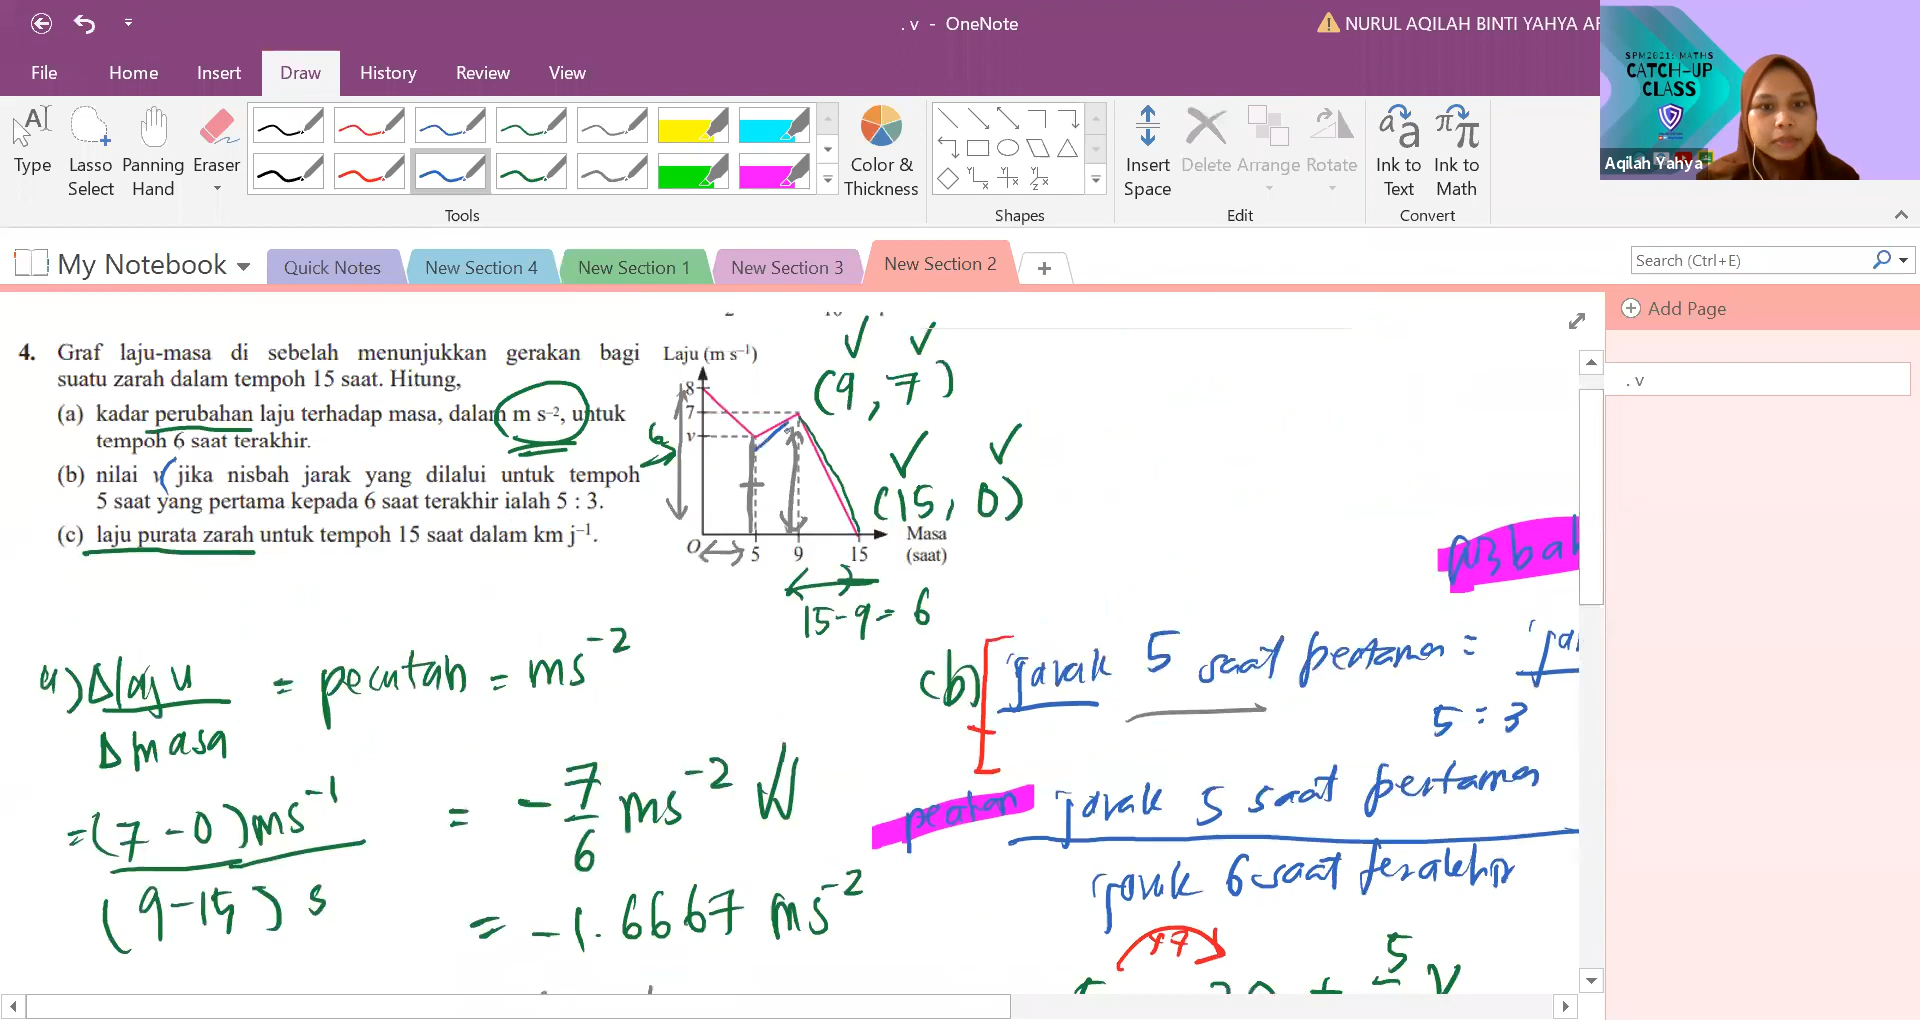 . v - OneNote
NURUL AQILAH BINTI YAHYA AF
File Home Insert Draw History Review View
Type
Lasso Select
Panning Hand
Eraser
Color & Thickness
Insert Space
Delete
Arrange
Rotate
Ink to Text
Ink to Math
Tools
Shapes
Edit
Convert
SPM2021: MATHS
CATCH-UP
CLASS
Aqilah Yahya
My Notebook
Quick Notes
New Section 4
New Section 1
New Section 3
New Section 2
Search (Ctrl+E)
Add Page
. v
4. Graf laju-masa di sebelah menunjukkan gerakan bagi
suatu zarah dalam tempoh 15 saat. Hitung,
(a) kadar perubahan laju terhadap masa, dalam m s⁻², untuk
tempoh 6 saat terakhir.
(b) nilai v jika nisbah jarak yang dilalui untuk tempoh
5 saat yang pertama kepada 6 saat terakhir ialah 5 : 3.
(c) laju purata zarah untuk tempoh 15 saat dalam km j⁻¹.
Laju (m s⁻¹)
8
7
v
O 5 9 15
Masa
(saat)
6
(9, 7)
(15, 0)
15-9 = 6
a) Δlaju = pecutan = ms⁻²
Δmasa
= (7-0)ms⁻¹
(9-15) s
= - 7/6 ms⁻²
= -1.6667 ms⁻²
(b) jarak 5 saat pertama =
5 : 3
jarak 5 saat pertama
jarak 6 saat terakhir
×7
5
V